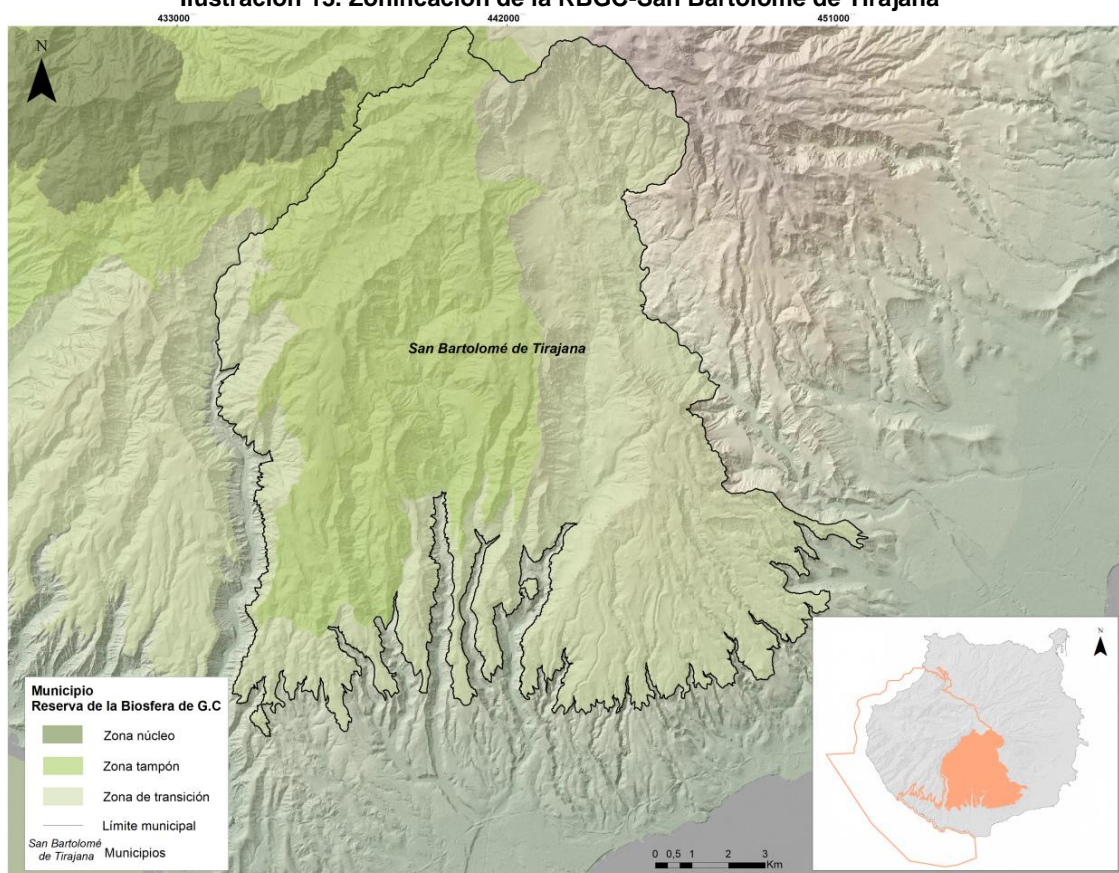 Ilustración 15. Zonificación de la RBGC-San Bartolomé de Tirajana
433000 442000 451000
N
San Bartolomé de Tirajana
Municipio
Reserva de la Biosfera de G.C
Zona núcleo
Zona tampón
Zona de transición
Límite municipal
San Bartolomé
de Tirajana
Municipios
0 0,5 1 2 3
Km
N